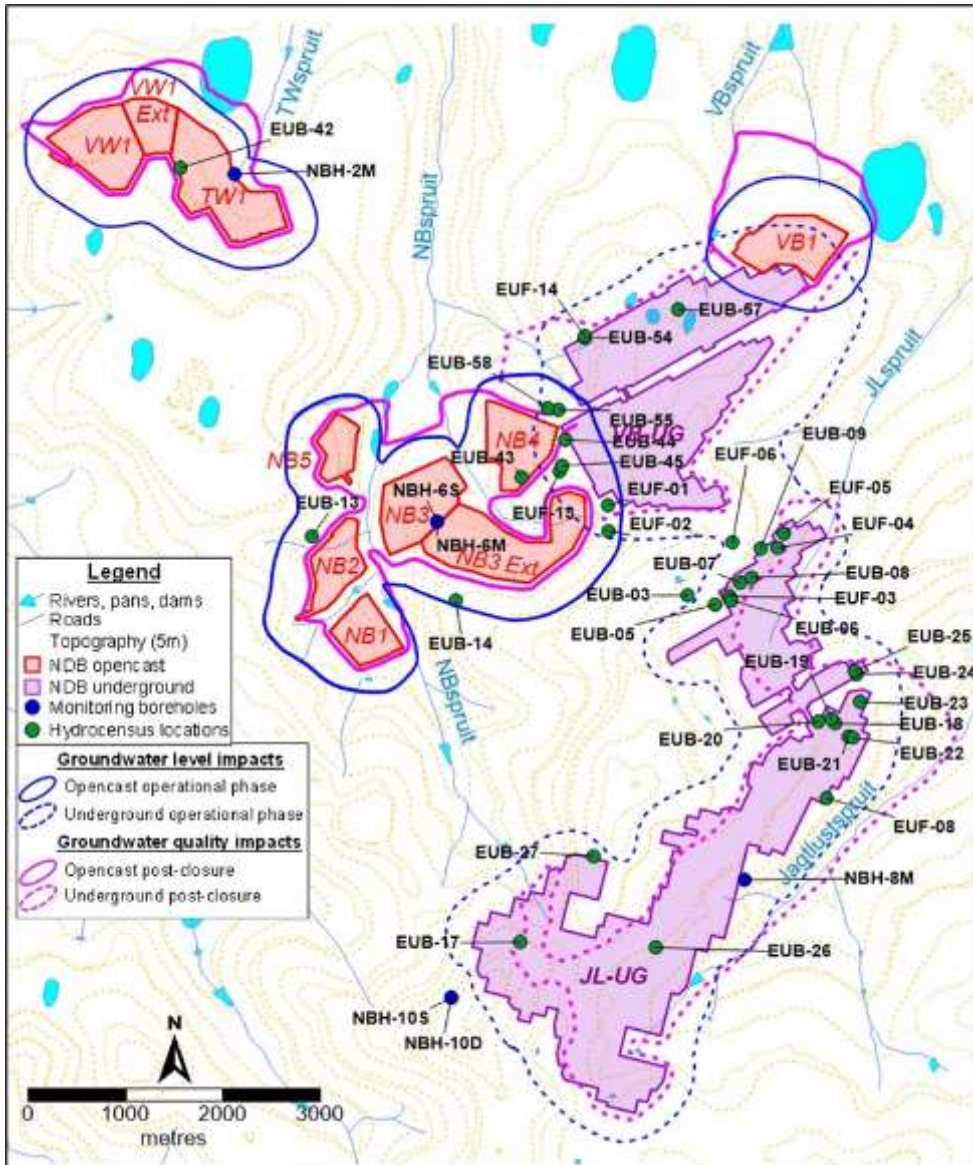 VW1
TWspruit
VBspruit
Ext
EUB-42
VW1
NBH-2M
TW1
NBspruit
VB1
EUF-14
EUB-57
EUB-54
JLspruit
EUB-58
EUB-55
EUB-09
NB4
EUB-44
NB5
EUB-43
EUB-45
EUF-06
EUF-05
NBH-6S
EUF-01
EUB-13
NB3
EUF-13
EUF-04
NBH-6M
EUF-02
NB3 Ext
NB2
EUB-07
EUB-08
EUB-03
EUF-03
EUB-05
EUB-06
NB1
EUB-14
EUB-25
EUB-19
EUB-24
NBspruit
EUB-23
EUB-18
EUB-20
EUB-22
EUB-21
EUF-08
Jagtlustspruit
EUB-27
NBH-8M
EUB-17
EUB-26
JL-UG
NBH-10S
NBH-10D
Legend
Rivers, pans, dams
Roads
Topography (5m)
NDB opencast
NDB underground
Monitoring boreholes
Hydrocensus locations
Groundwater level impacts
Opencast operational phase
Underground operational phase
Groundwater quality impacts
Opencast post-closure
Underground post-closure
N
0 1000 2000 3000
metres